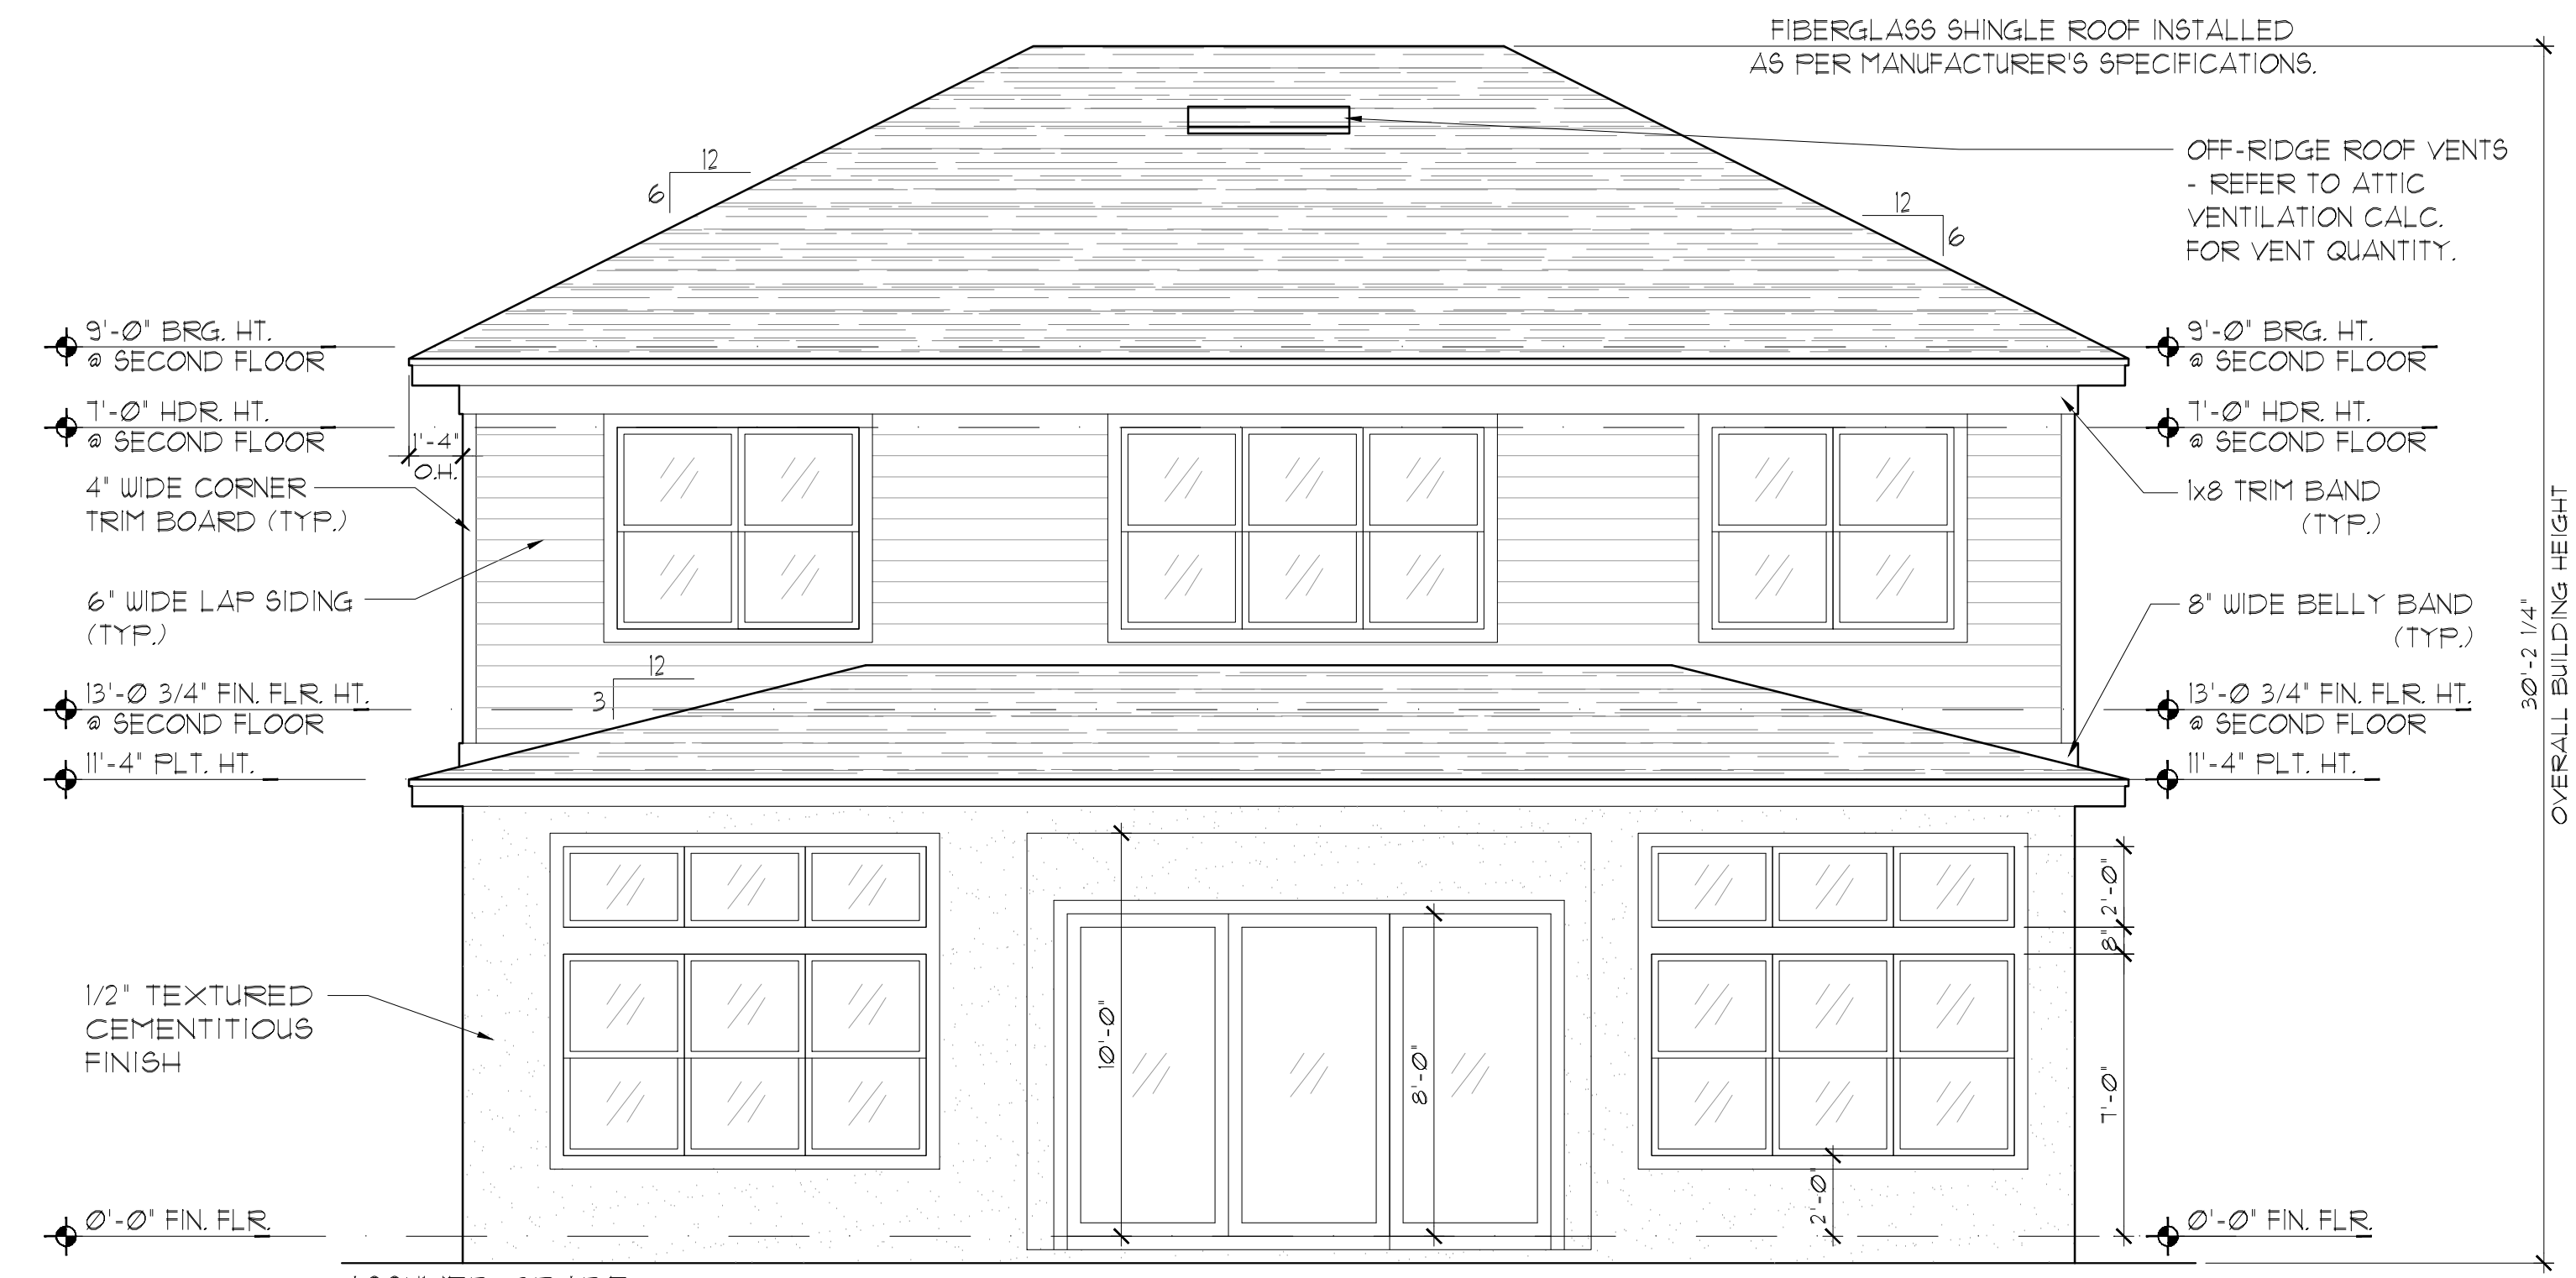 FIBERGLASS SHINGLE ROOF INSTALLED
AS PER MANUFACTURER'S SPECIFICATIONS.
OFF-RIDGE ROOF VENTS
- REFER TO ATTIC
VENTILATION CALC.
FOR VENT QUANTITY.
12
6
12
6
9'-0" BRG. HT.
@ SECOND FLOOR
9'-0" BRG. HT.
@ SECOND FLOOR
7'-0" HDR. HT.
@ SECOND FLOOR
7'-0" HDR. HT.
@ SECOND FLOOR
1'-4"
O.H.
4" WIDE CORNER
TRIM BOARD (TYP.)
1x8 TRIM BAND
(TYP.)
6" WIDE LAP SIDING
(TYP.)
8" WIDE BELLY BAND
(TYP.)
30'-2 1/4"
OVERALL BUILDING HEIGHT
12
3
13'-0 3/4" FIN. FLR. HT.
@ SECOND FLOOR
13'-0 3/4" FIN. FLR. HT.
@ SECOND FLOOR
11'-4" PLT. HT.
11'-4" PLT. HT.
2'-0"
8"
1/2" TEXTURED
CEMENTITIOUS
FINISH
10'-0"
8'-0"
7'-0"
2'-0"
0'-0" FIN. FLR.
0'-0" FIN. FLR.